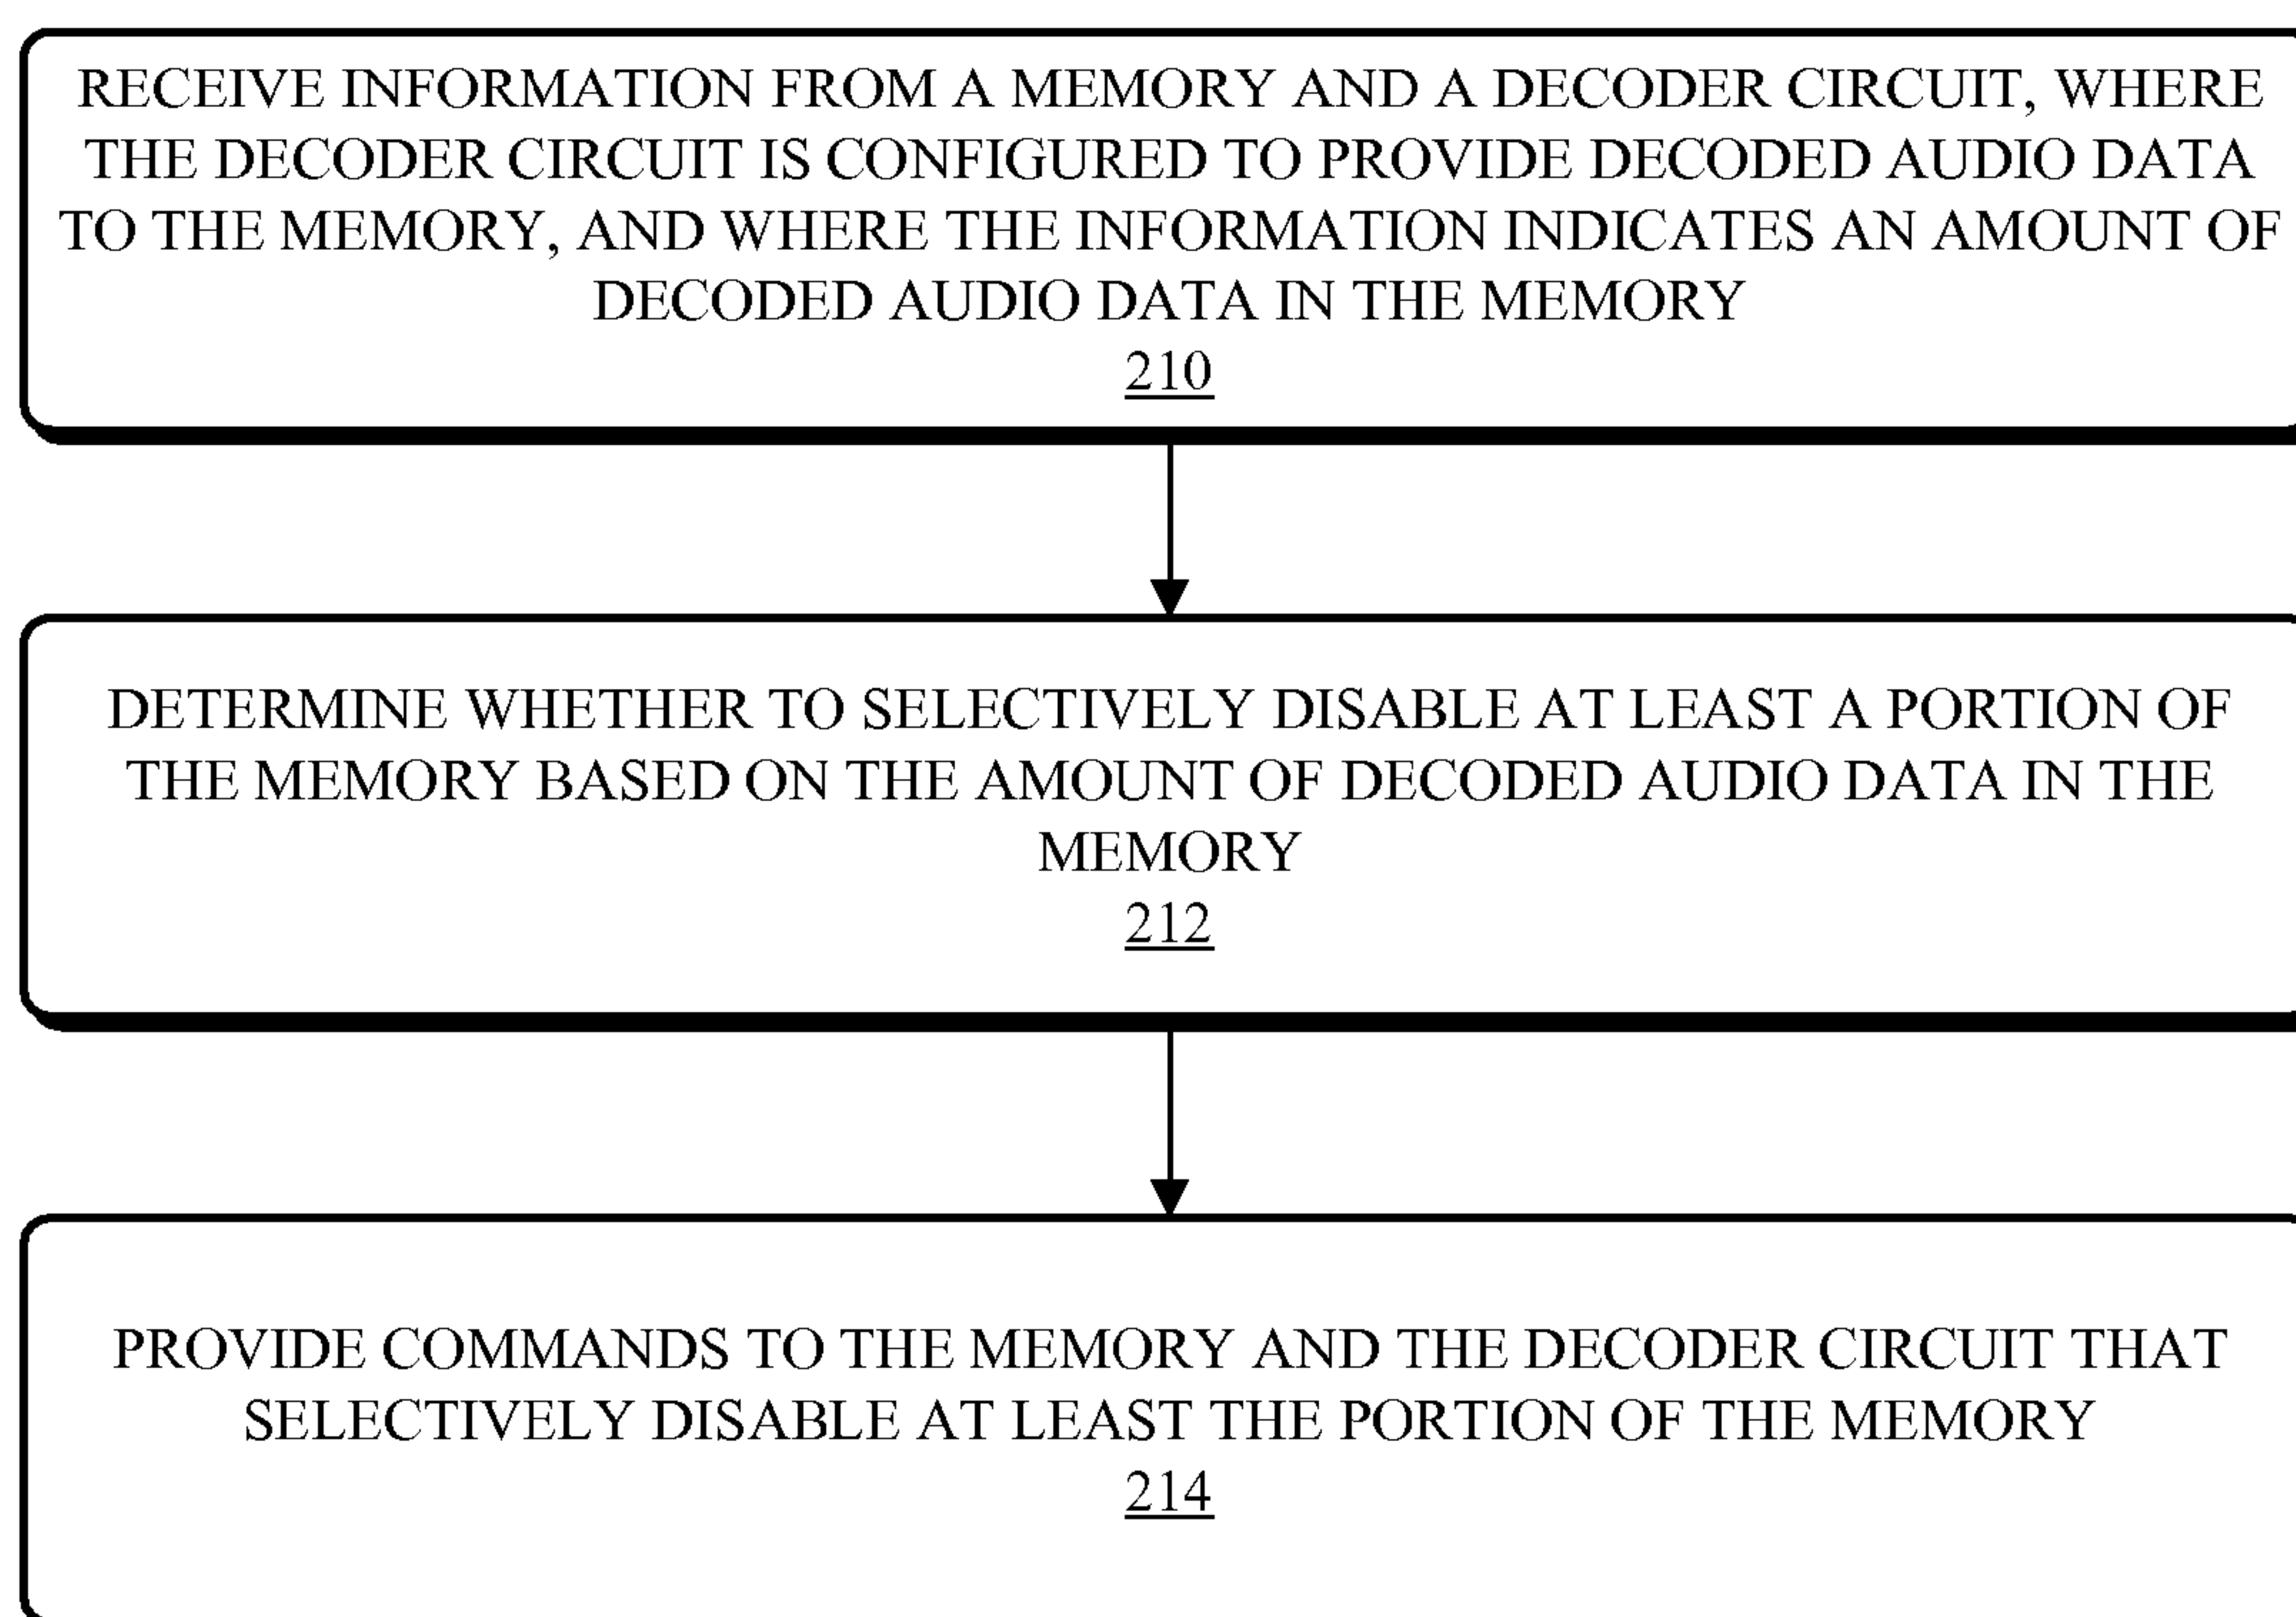 RECEIVE INFORMATION FROM A MEMORY AND A DECODER CIRCUIT, WHERE
THE DECODER CIRCUIT IS CONFIGURED TO PROVIDE DECODED AUDIO DATA
TO THE MEMORY, AND WHERE THE INFORMATION INDICATES AN AMOUNT OF
DECODED AUDIO DATA IN THE MEMORY
210
DETERMINE WHETHER TO SELECTIVELY DISABLE AT LEAST A PORTION OF
THE MEMORY BASED ON THE AMOUNT OF DECODED AUDIO DATA IN THE
MEMORY
212
PROVIDE COMMANDS TO THE MEMORY AND THE DECODER CIRCUIT THAT
SELECTIVELY DISABLE AT LEAST THE PORTION OF THE MEMORY
214